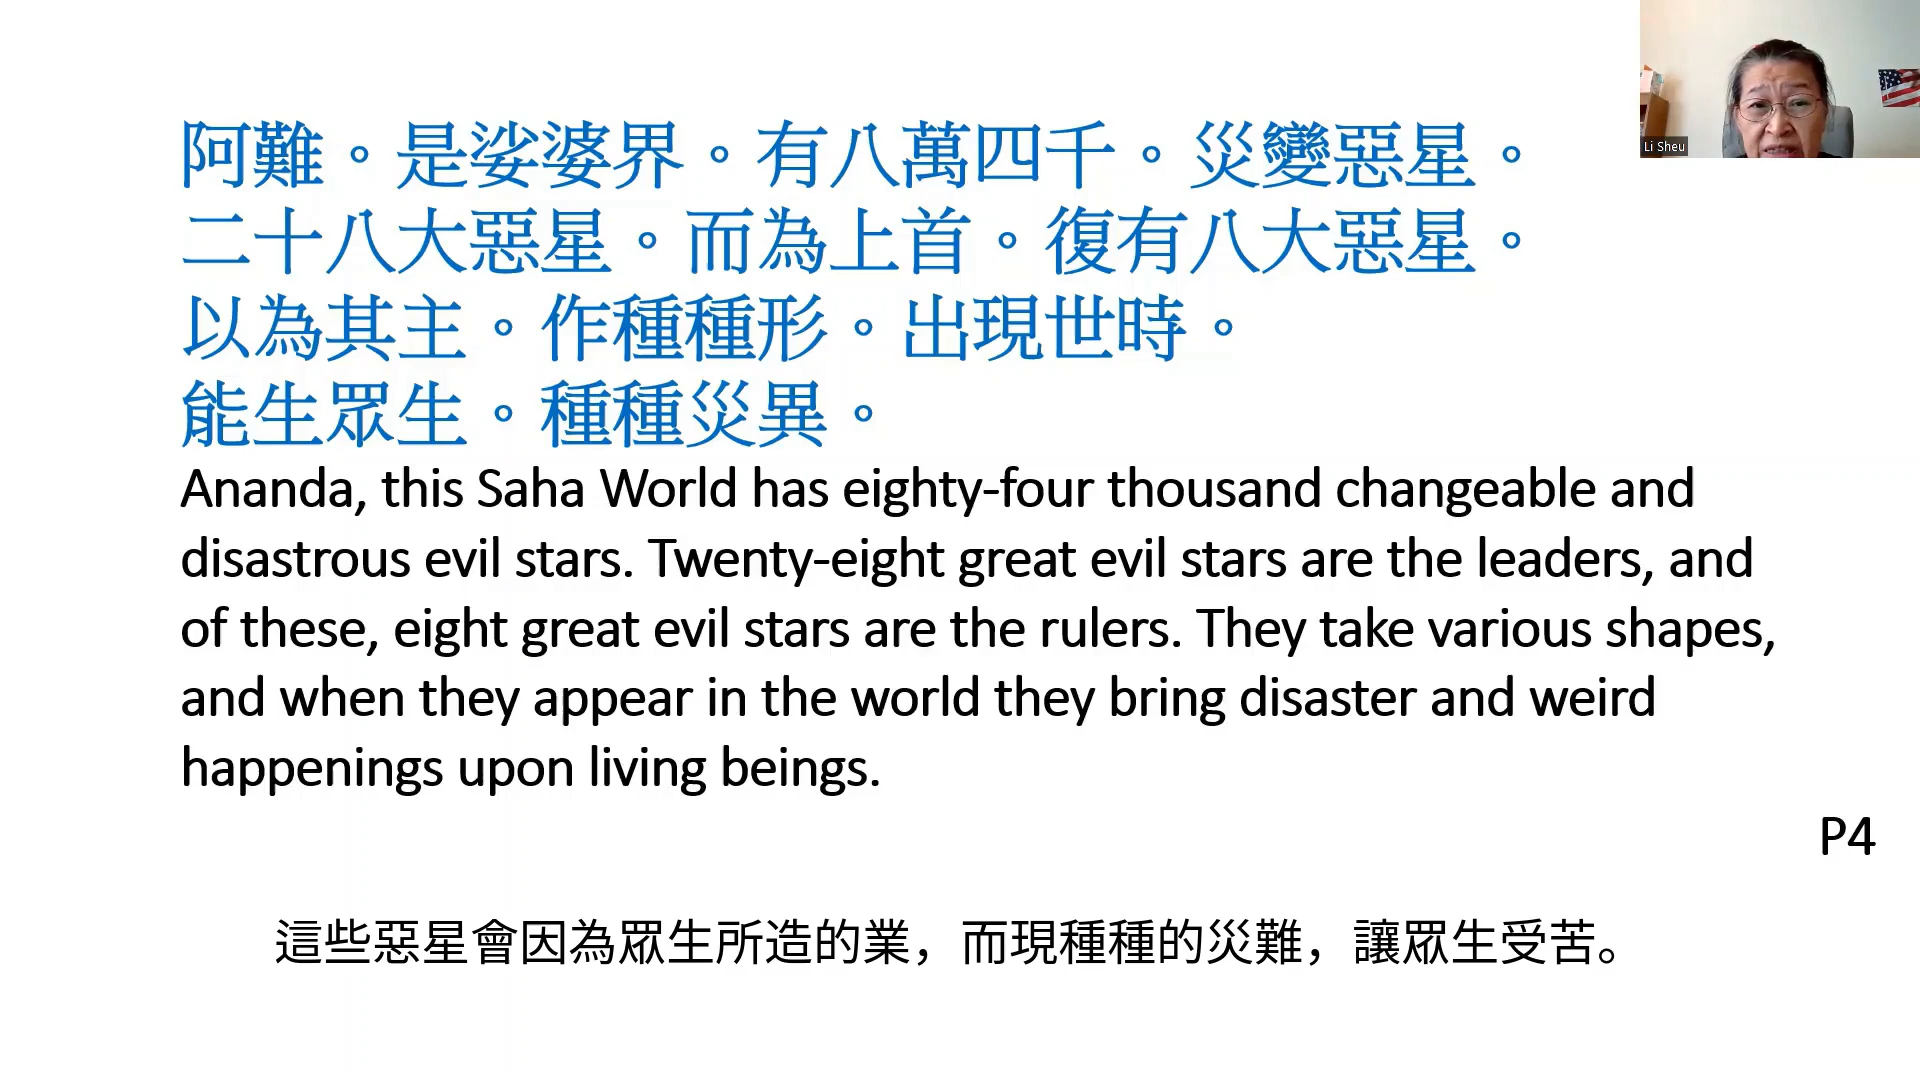 Li Sheu
阿難。是娑婆界。有八萬四千。災變惡星。
二十八大惡星。而為上首。復有八大惡星。
以為其主。作種種形。出現世時。
能生眾生。種種災異。
Ananda, this Saha World has eighty-four thousand changeable and
disastrous evil stars. Twenty-eight great evil stars are the leaders, and
of these, eight great evil stars are the rulers. They take various shapes,
and when they appear in the world they bring disaster and weird
happenings upon living beings.
P4
這些惡星會因為眾生所造的業，而現種種的災難，讓眾生受苦。